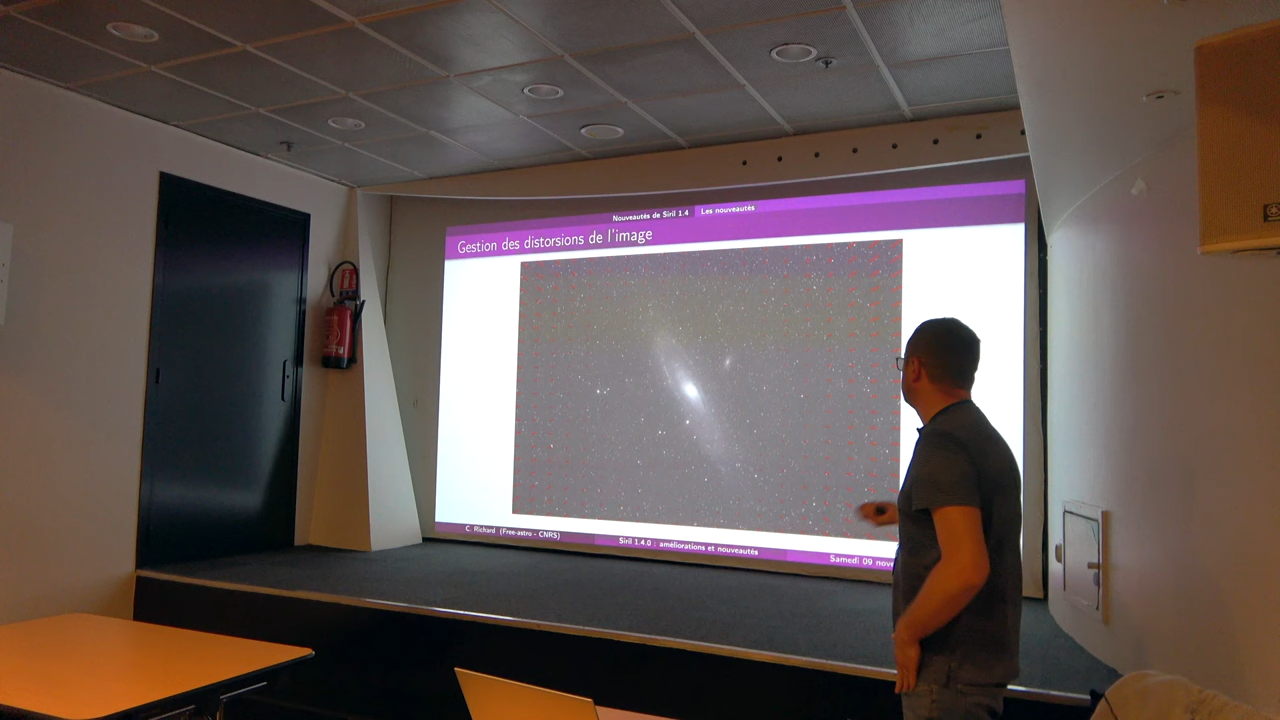 Nouveautés de Siril 1.4 Les nouveautés
Gestion des distorsions de l'image
C. Richard (Free-astro - CNRS)
Siril 1.4.0 : améliorations et nouveautés
Samedi 09 nove